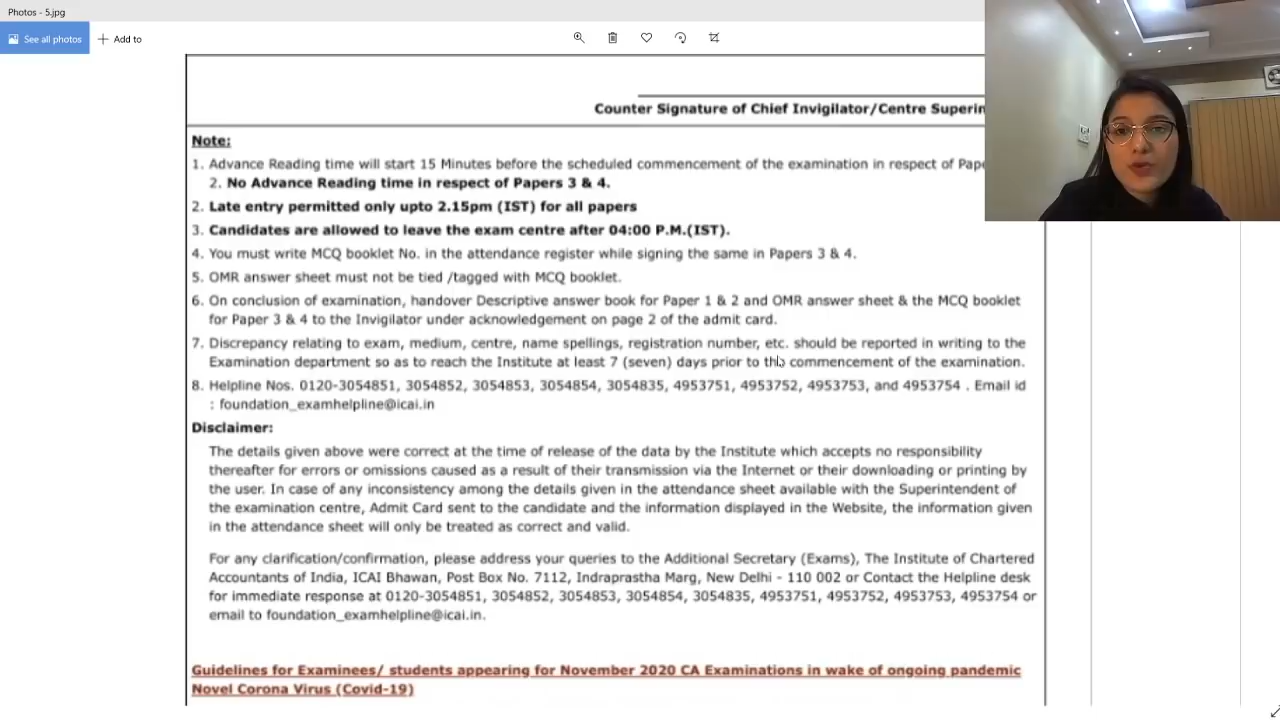 Photos - 5.jpg
See all photos
Add to
Counter Signature of Chief Invigilator/Centre
Note:
1. Advance Reading time will start 15 Minutes before the scheduled commencement of the examination in respect of
2. No Advance Reading time in respect of Papers 3 & 4.
2. Late entry permitted only upto 2.15pm (IST) for all papers
3. Candidates are allowed to leave the exam centre after 04:00 P.M.(IST).
4. You must write MCQ booklet No. in the attendance register while signing the same in Papers 3 & 4.
5. OMR answer sheet must not be tied /tagged with MCQ booklet.
6. On conclusion of examination, handover Descriptive answer book for Paper 1 & 2 and OMR answer sheet & the MCQ booklet
for Paper 3 & 4 to the Invigilator under acknowledgement on page 2 of the admit card.
7. Discrepancy relating to exam, medium, centre, name spellings, registration number, etc. should be reported in writing to the
Examination department so as to reach the Institute at least 7 (seven) days prior to the commencement of the examination.
8. Helpline Nos. 0120-3054851, 3054852, 3054853, 3054854, 3054835, 4953751, 4953752, 4953753, and 4953754 . Email id
: foundation_examhelpline@icai.in
Disclaimer:
The details given above were correct at the time of release of the data by the Institute which accepts no responsibility
thereafter for errors or omissions caused as a result of their transmission via the Internet or their downloading or printing by
the user. In case of any inconsistency among the details given in the attendance sheet available with the Superintendent of
the examination centre, Admit Card sent to the candidate and the information displayed in the Website, the information given
in the attendance sheet will only be treated as correct and valid.
For any clarification/confirmation, please address your queries to the Additional Secretary (Exams), The Institute of Chartered
Accountants of India, ICAI Bhawan, Post Box No. 7112, Indraprastha Marg, New Delhi - 110 002 or Contact the Helpline desk
for immediate response at 0120-3054851, 3054852, 3054853, 3054854, 3054835, 4953751, 4953752, 4953753, 4953754 or
email to foundation_examhelpline@icai.in.
Guidelines for Examinees/ students appearing for November 2020 CA Examinations in wake of ongoing pandemic
Novel Corona Virus (Covid-19)